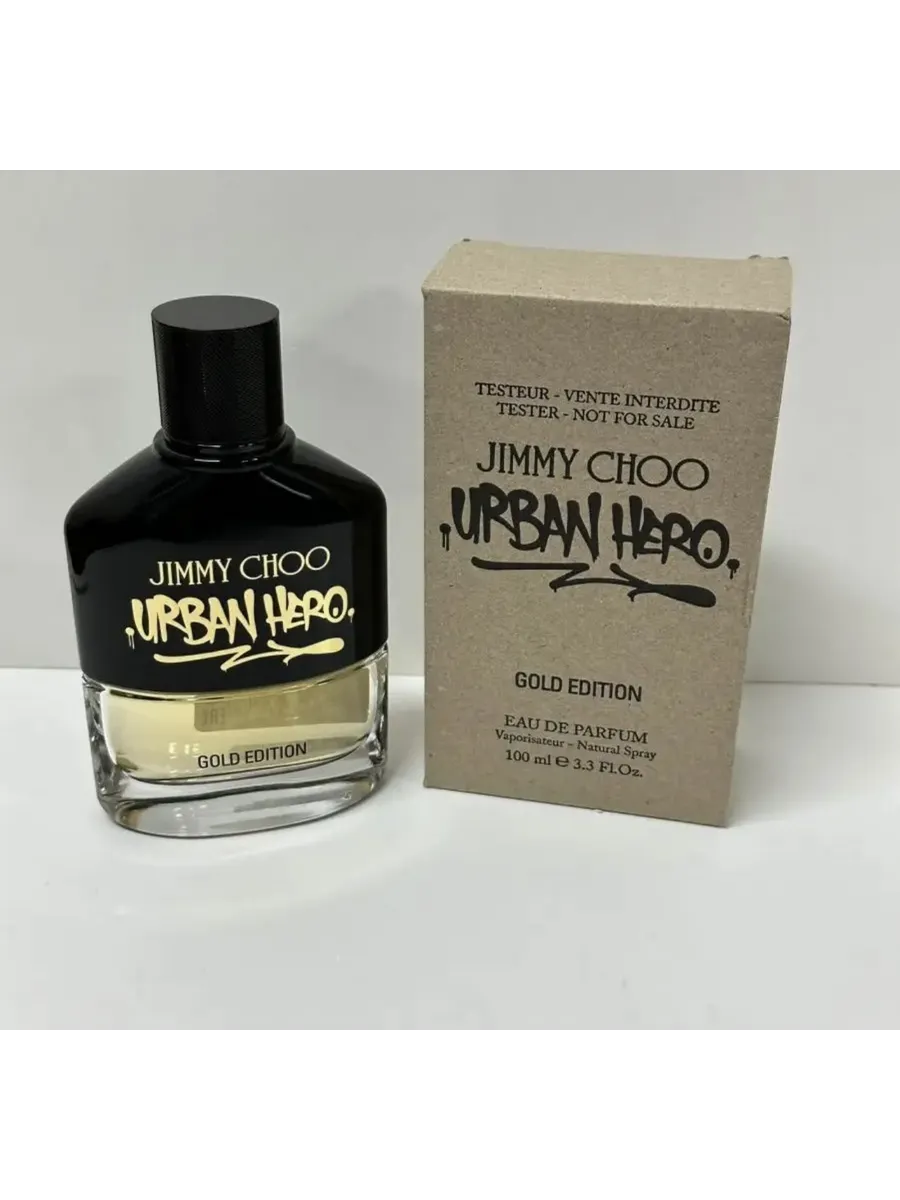 JIMMY CHOO
URBAN HERO
GOLD EDITION
TESTEUR - VENTE INTERDITE
TESTER - NOT FOR SALE
JIMMY CHOO
URBAN HERO
GOLD EDITION
EAU DE PARFUM
Vaporisateur - Natural Spray
100 ml ℮ 3.3 Fl.Oz.